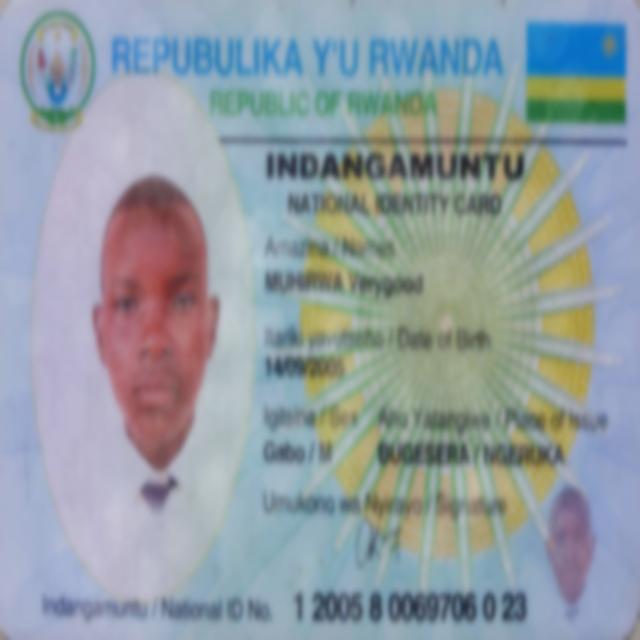 REPUBULIKA Y'U RWANDA
REPUBLIC OF RWANDA
INDANGAMUNTU
NATIONAL IDENTITY CARD
Amazina / Names
MUHIRWA Verygood
Itariki yavutseho / Date of Birth
14/09/2005
Igitsina / Sex Aho Yatangiwe / Place of Issue
Gabo / M BUGESERA / NGERUKA
Umukono wa Nyirayo / Signature
Indangamuntu / National ID No. 1 2005 8 0069706 0 23